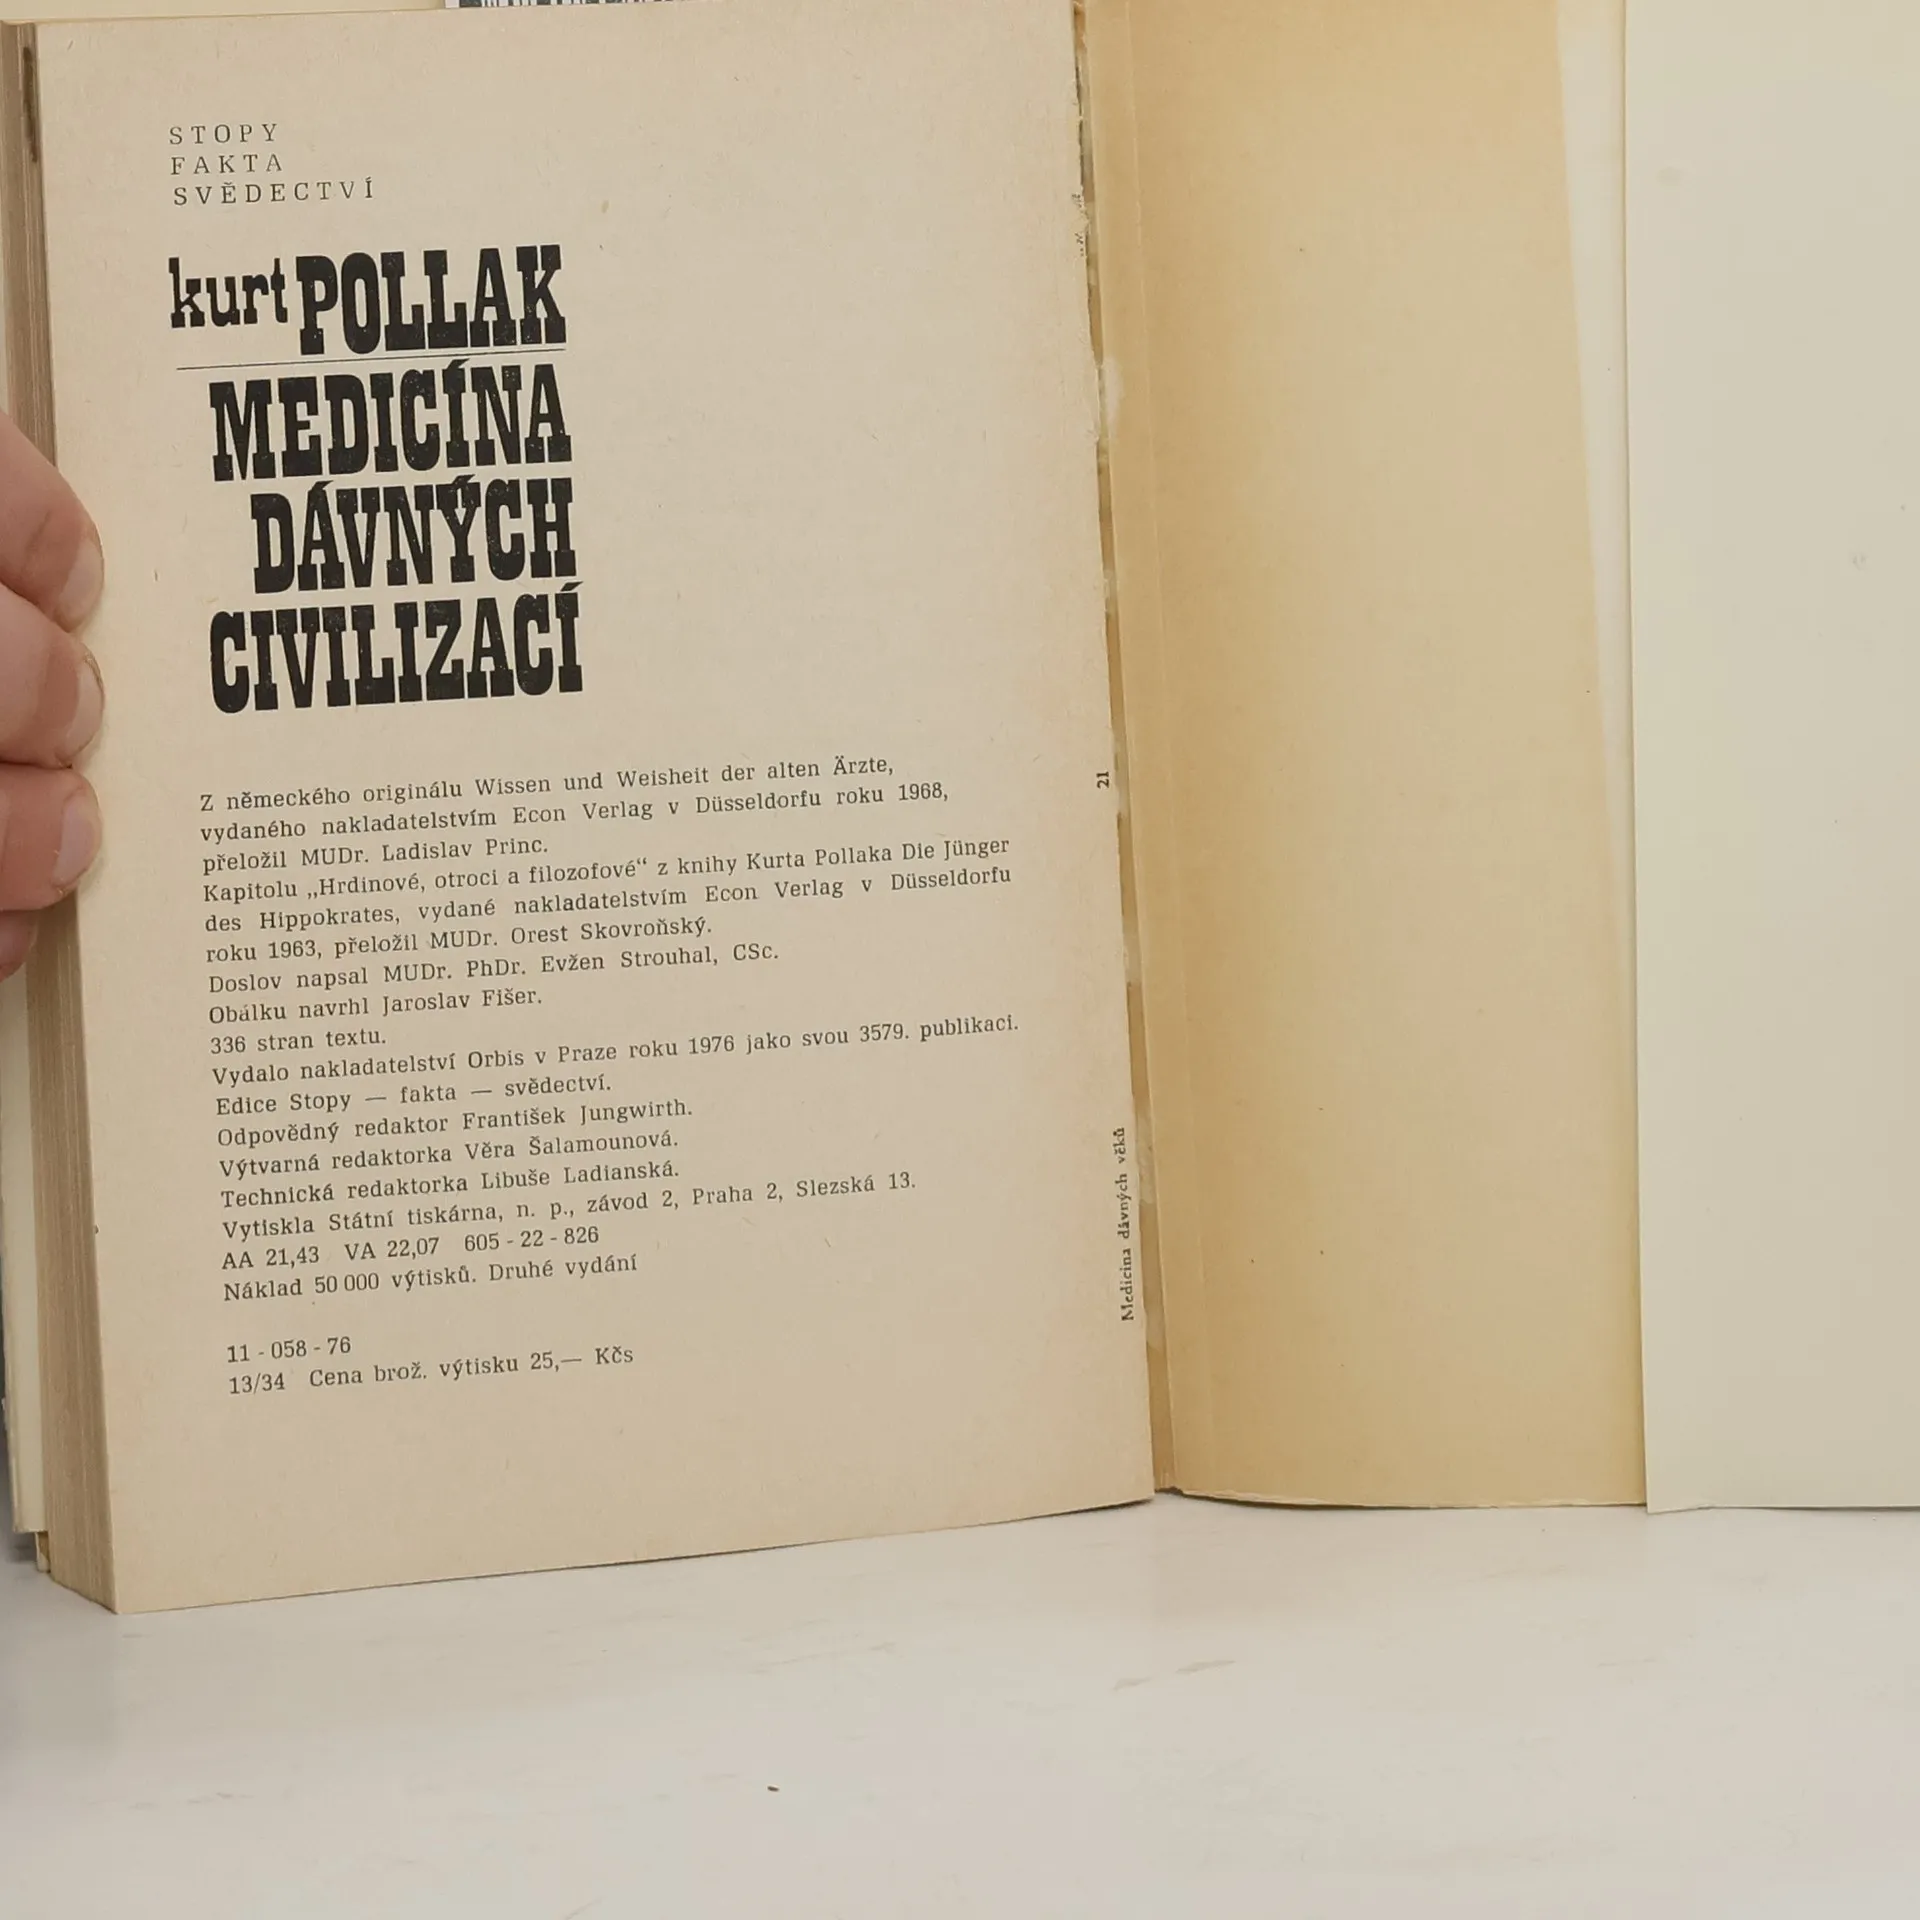 STOPY
FAKTA
SVĚDECTVÍ
kurt POLLAK
MEDICÍNA
DÁVNÝCH
CIVILIZACÍ
Z německého originálu Wissen und Weisheit der alten Ärzte,
vydaného nakladatelstvím Econ Verlag v Düsseldorfu roku 1968,
přeložil MUDr. Ladislav Princ.
Kapitolu „Hrdinové, otroci a filozofové“ z knihy Kurta Pollaka Die Jünger
des Hippokrates, vydané nakladatelstvím Econ Verlag v Düsseldorfu
roku 1963, přeložil MUDr. Orest Skovroňský.
Doslov napsal MUDr. PhDr. Evžen Strouhal, CSc.
Obálku navrhl Jaroslav Fišer.
336 stran textu.
Vydalo nakladatelství Orbis v Praze roku 1976 jako svou 3579. publikaci.
Edice Stopy — fakta — svědectví.
Odpovědný redaktor František Jungwirth.
Výtvarná redaktorka Věra Šalamounová.
Technická redaktorka Libuše Ladianská.
Vytiskla Státní tiskárna, n. p., závod 2, Praha 2, Slezská 13.
AA 21,43 VA 22,07 605 - 22 - 826
Náklad 50 000 výtisků. Druhé vydání
11 - 058 - 76
13/34 Cena brož. výtisku 25,— Kčs
21
Medicina dávných věků